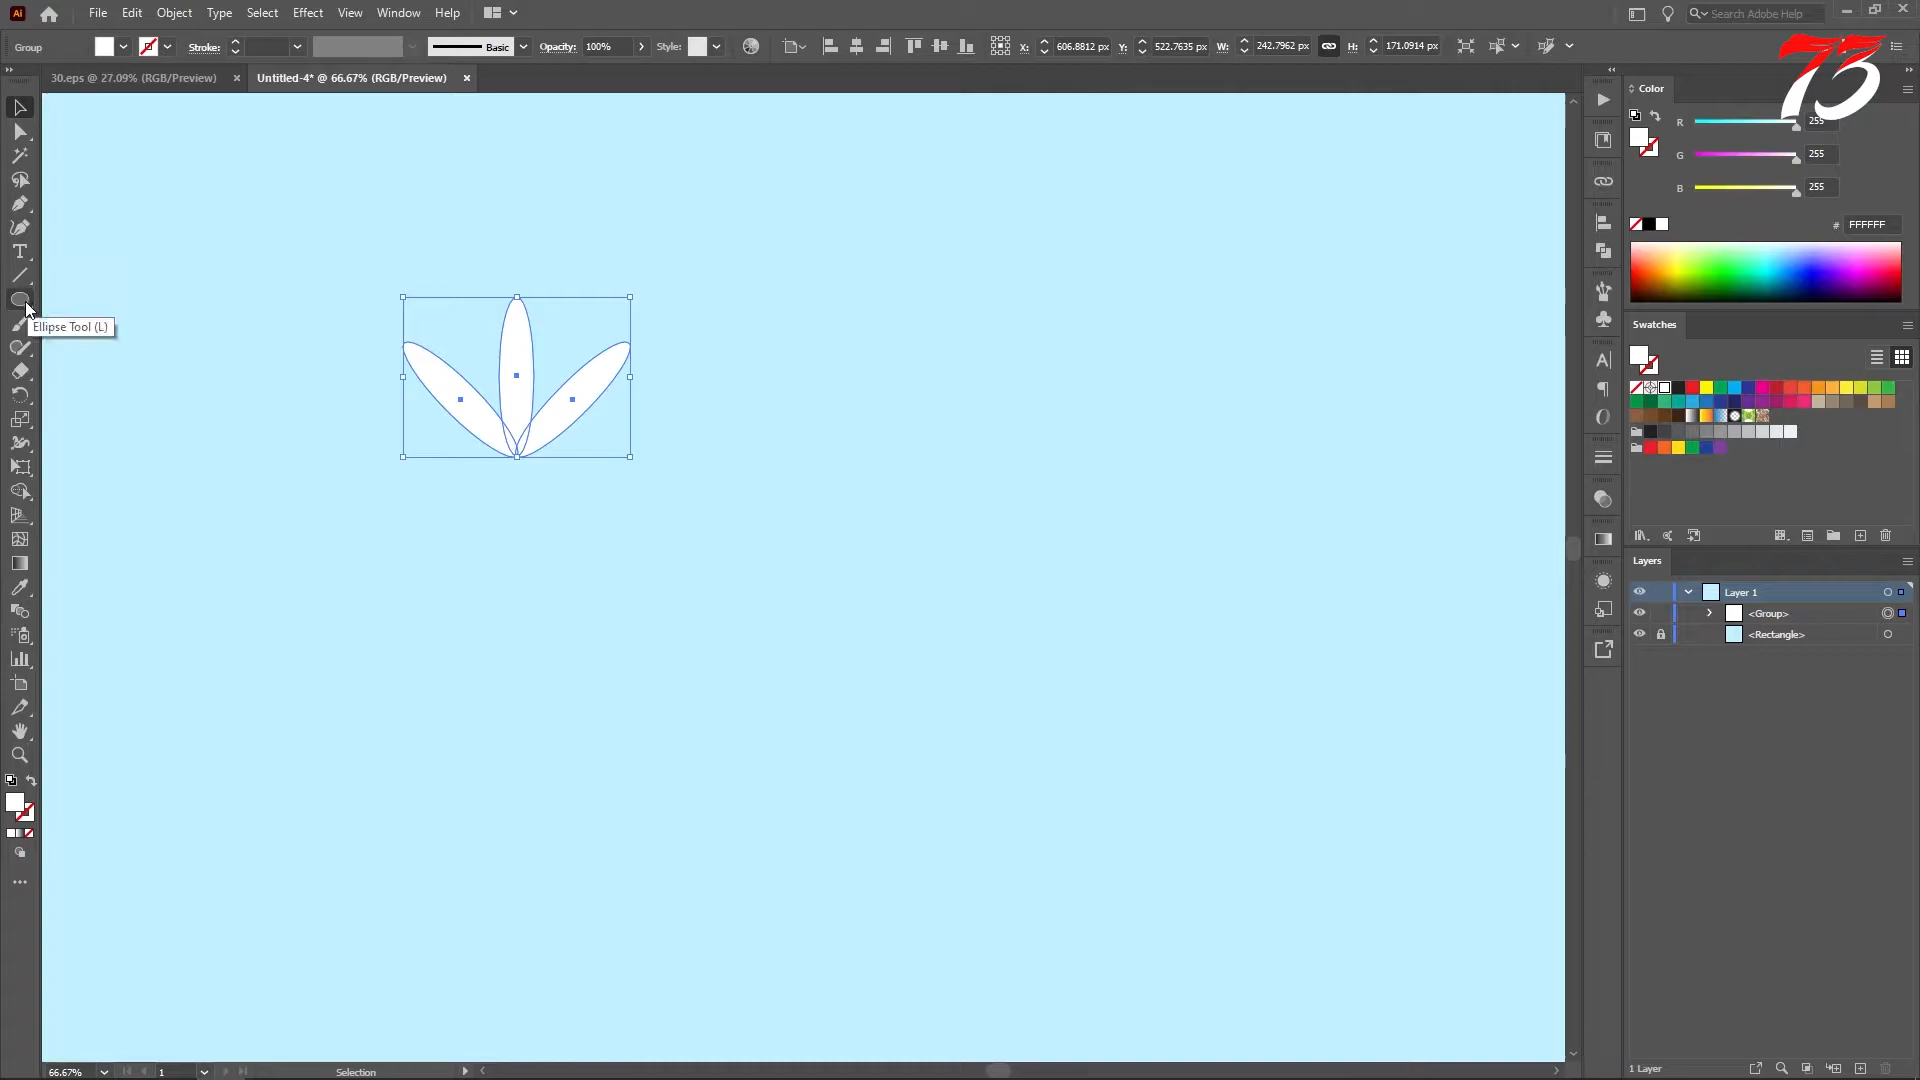 Ai File Edit Object Type Select Effect View Window Help Search Adobe Help
Group Stroke: Basic Opacity: 100% Style: X: 606.8812 px Y: 522.7635 px W: 242.7962 px H: 171.0914 px
73
30.eps @ 27.09% (RGB/Preview) × Untitled-4* @ 66.67% (RGB/Preview) ×
Color
R 255
G 255
B 255
# FFFFFF
Ellipse Tool (L)
Swatches
Layers
Layer 1
<Group>
<Rectangle>
1 Layer
66.67% 1 Selection